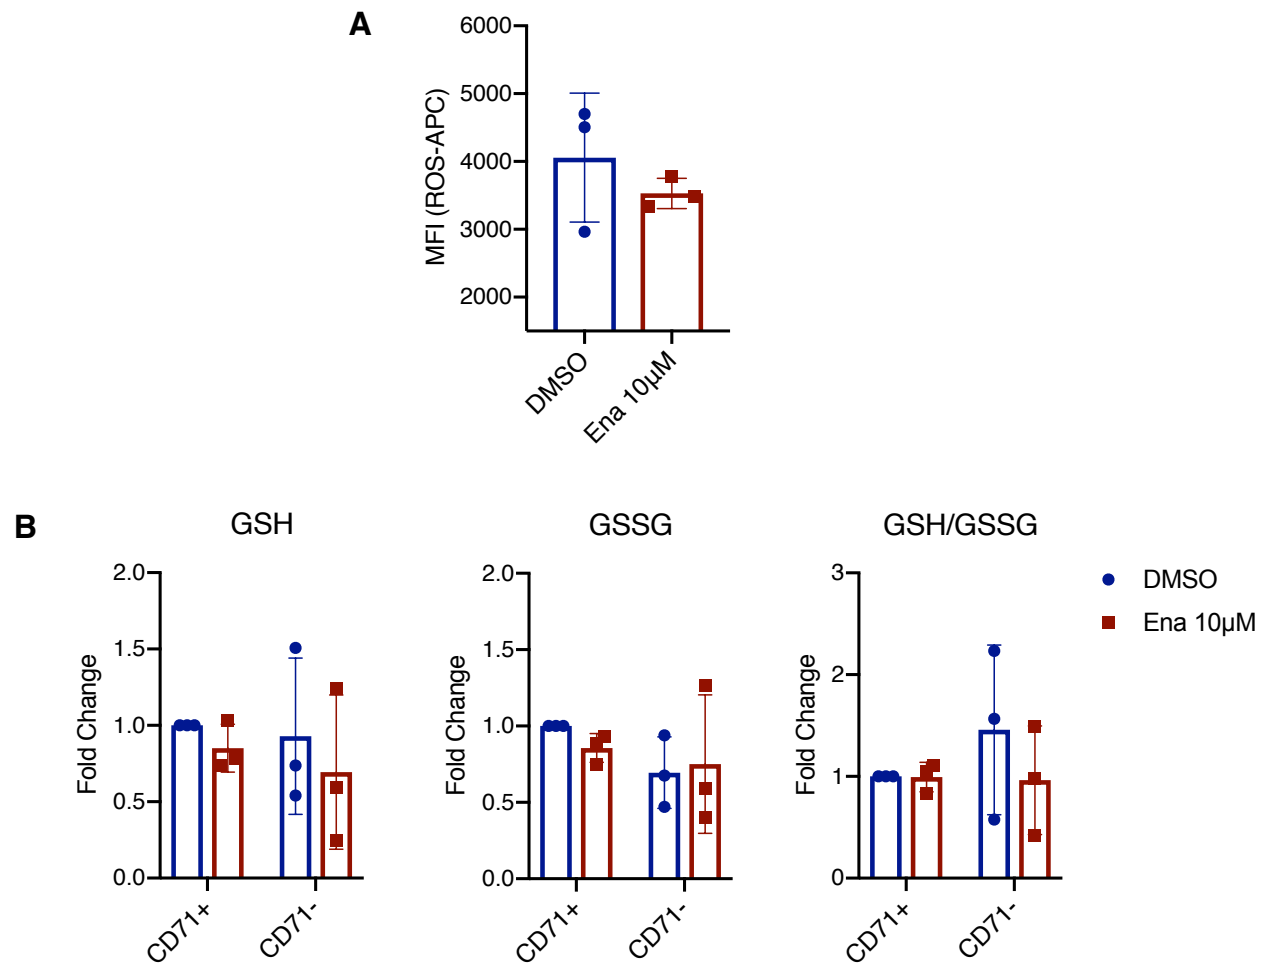 A
6000
5000
4000
3000
2000
MFI (ROS-APC)
DMSO
Ena 10µM
B
GSH
2.0
1.5
1.0
0.5
0.0
Fold Change
CD71+
CD71-
GSSG
2.0
1.5
1.0
0.5
0.0
Fold Change
CD71+
CD71-
GSH/GSSG
3
2
1
0
Fold Change
CD71+
CD71-
DMSO
Ena 10µM